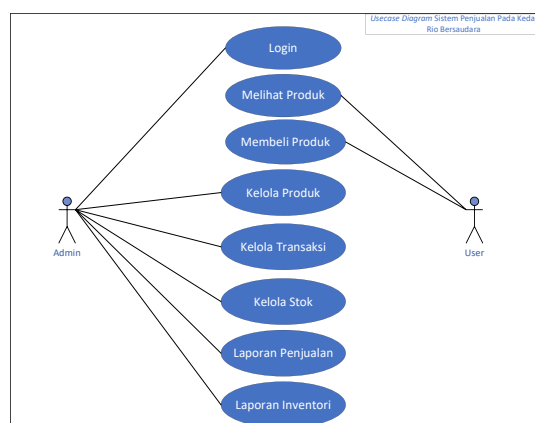 Usecase Diagram Sistem Penjualan Pada Kedai
Rio Bersaudara
Login
Melihat Produk
Membeli Produk
Kelola Produk
Kelola Transaksi
Admin
User
Kelola Stok
Laporan Penjualan
Laporan Inventori